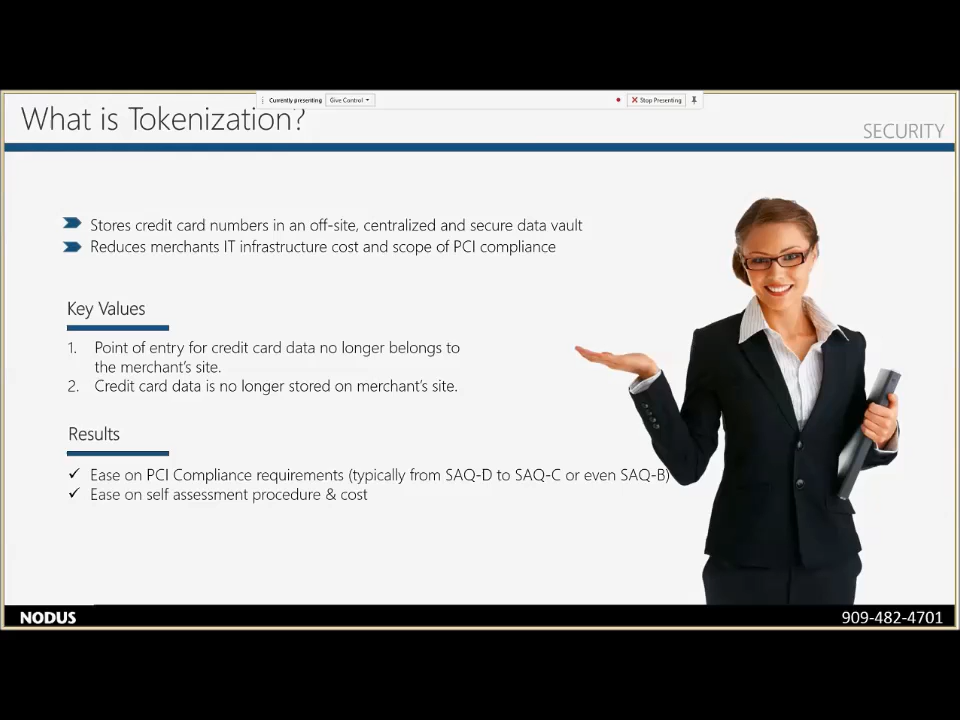 Currently presenting Give Control Stop Presenting
What is Tokenization?
SECURITY
Stores credit card numbers in an off-site, centralized and secure data vault
Reduces merchants IT infrastructure cost and scope of PCI compliance
Key Values
1. Point of entry for credit card data no longer belongs to
the merchant's site.
2. Credit card data is no longer stored on merchant's site.
Results
Ease on PCI Compliance requirements (typically from SAQ-D to SAQ-C or even SAQ-B)
Ease on self assessment procedure & cost
NODUS
909-482-4701